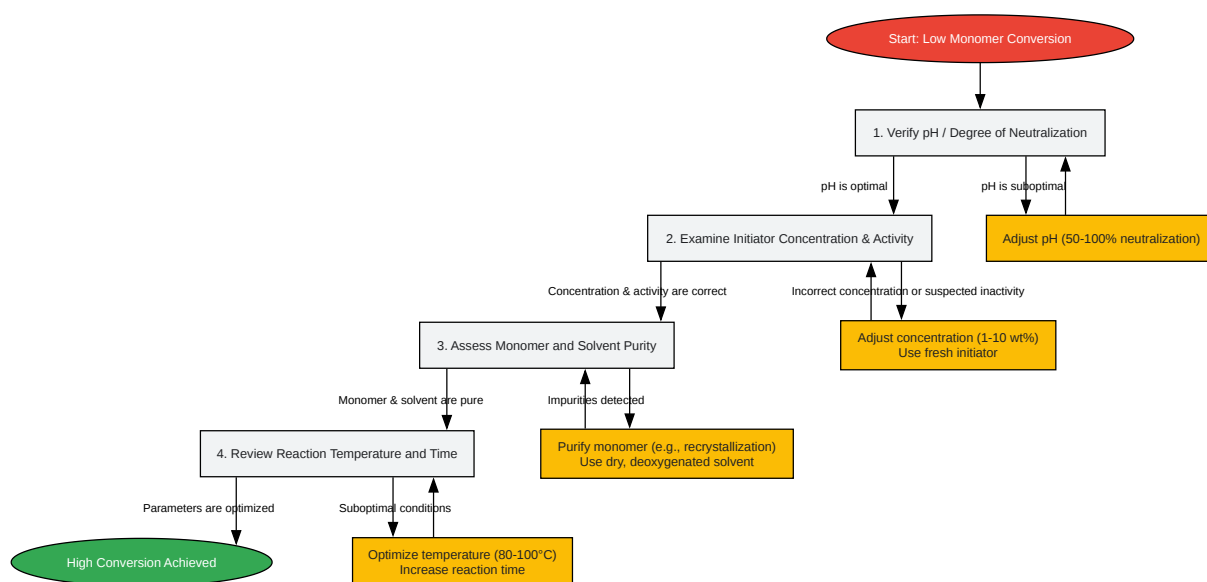 Start: Low Monomer Conversion
1. Verify pH / Degree of Neutralization
pH is optimal
pH is suboptimal
2. Examine Initiator Concentration & Activity
Adjust pH (50-100% neutralization)
Concentration & activity are correct
Incorrect concentration or suspected inactivity
3. Assess Monomer and Solvent Purity
Adjust concentration (1-10 wt%)
Use fresh initiator
Monomer & solvent are pure
Impurities detected
4. Review Reaction Temperature and Time
Purify monomer (e.g., recrystallization)
Use dry, deoxygenated solvent
Parameters are optimized
Suboptimal conditions
High Conversion Achieved
Optimize temperature (80-100°C)
Increase reaction time